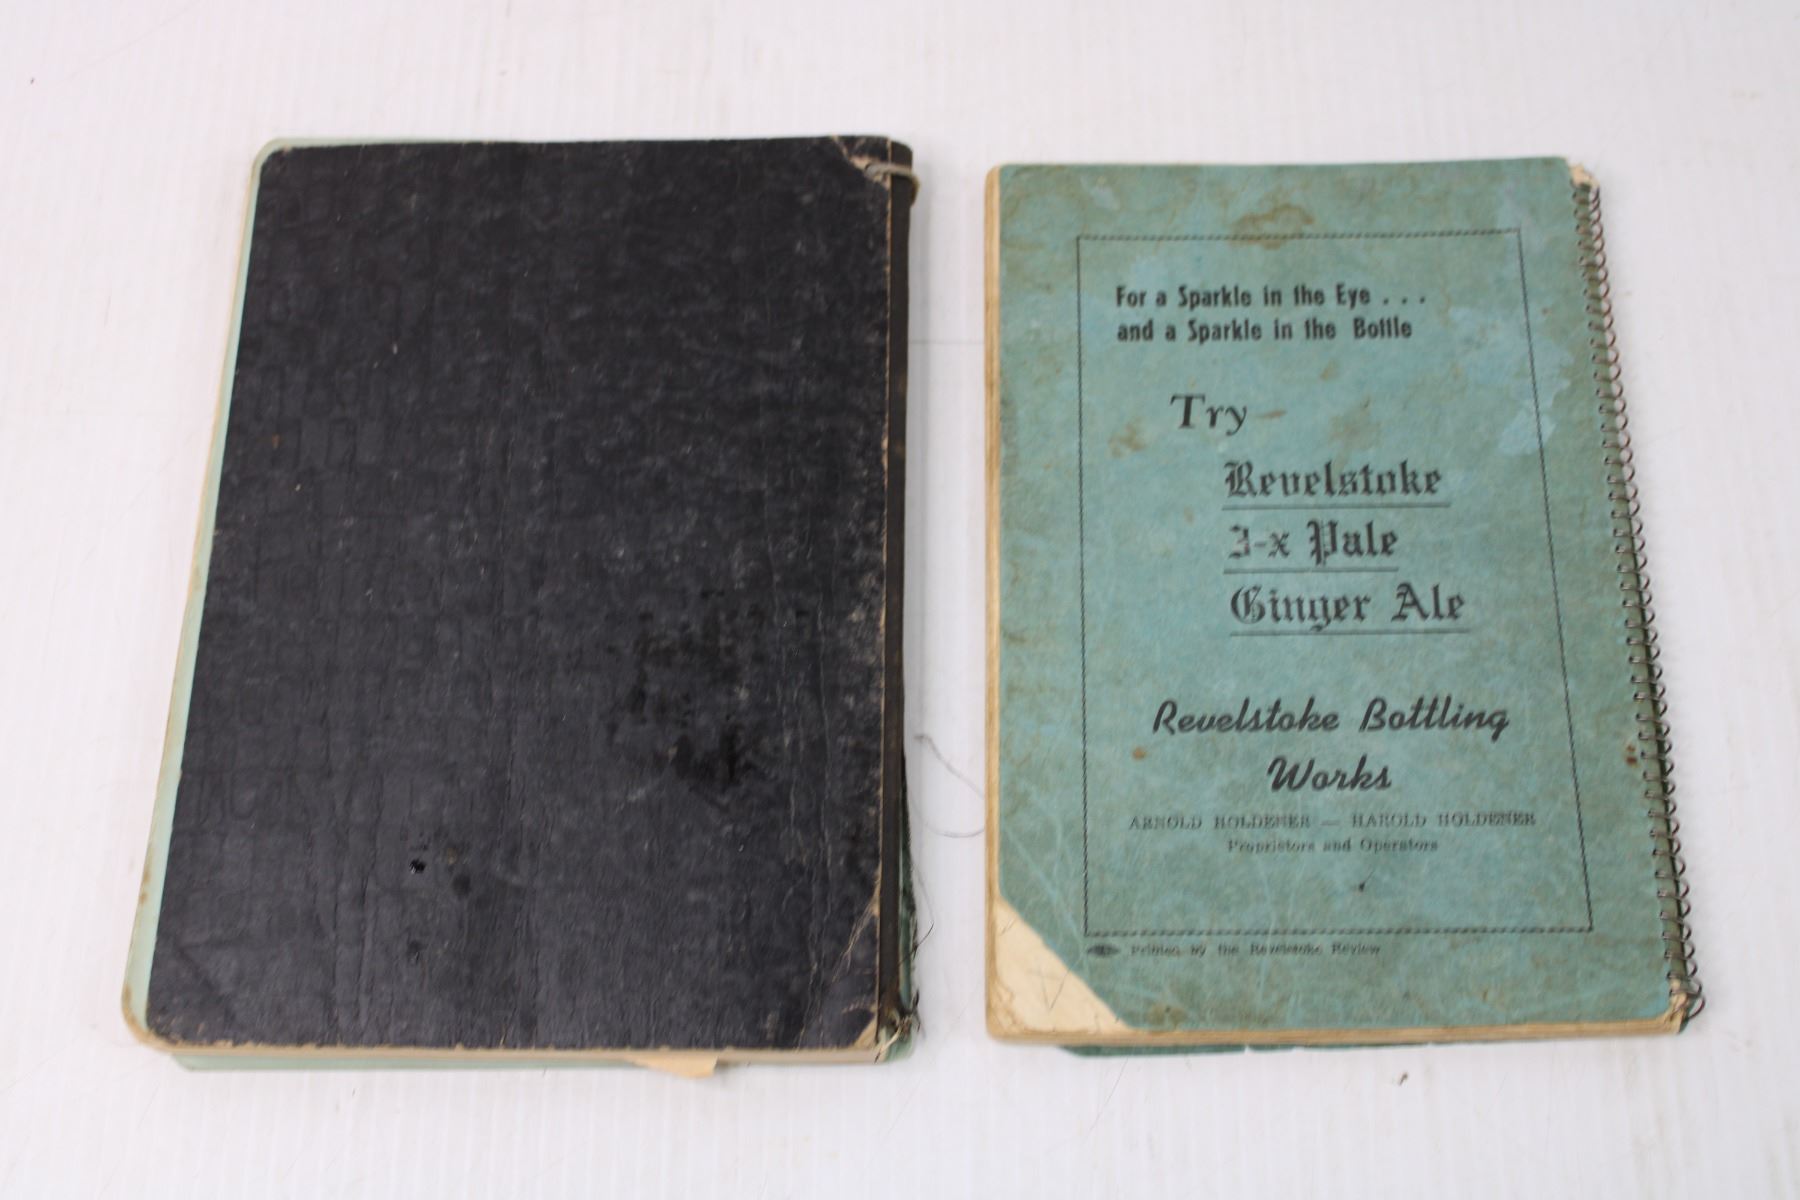 For a Sparkle in the Eye . . .
and a Sparkle in the Bottle
Try
Revelstoke
3-x Pale
Ginger Ale
Revelstoke Bottling
Works
ARNOLD HOLDENER — HAROLD HOLDENER
Proprietors and Operators
Printed by the Revelstoke Review